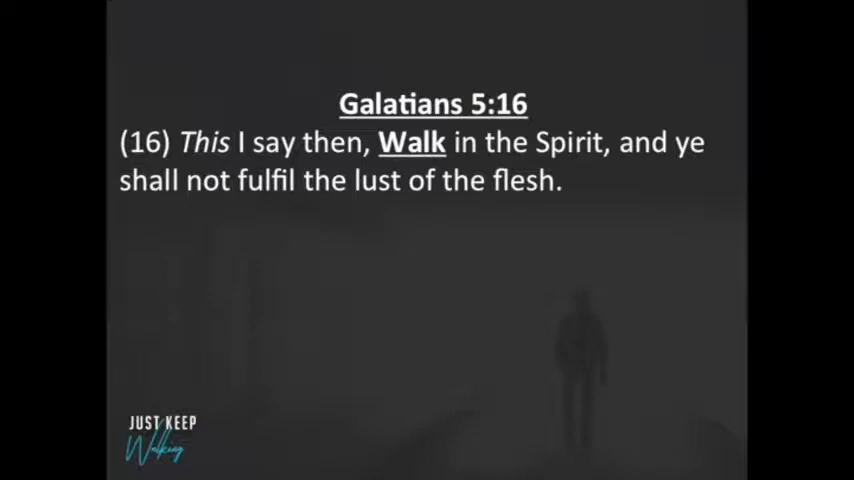 Galatians 5:16
(16) This I say then, Walk in the Spirit, and ye
shall not fulfil the lust of the flesh.
JUST KEEP
Walking